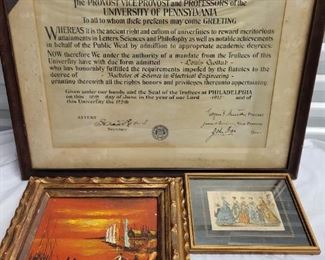 The PROVOST VICE PROVOST and PROFESSORS of the
UNIVERSITY OF PENNSYLVANIA
To all to whom these presents may come GREETING
WHEREAS it is the ancient right and custom of universities to reward meritorious
attainments in Letters Sciences and Philosophy as well as notable achievements
in behalf of the Public Weal by admission to appropriate academic degrees.
NOW therefore We under the authority of a mandate from the Trustees of this
University have with due form admitted Louis
who has honorably fulfilled the requirements imposed by the statutes to the
degree of Bachelor of Science in Electrical Engineering
granting therewith all the rights honors and privileges thereunto appertaining.
Given under our hands and the Seal of the Trustees at PHILADELPHIA
on this day of June in the year of our Lord and
of this University the
ATTEST
Secretary
Provost